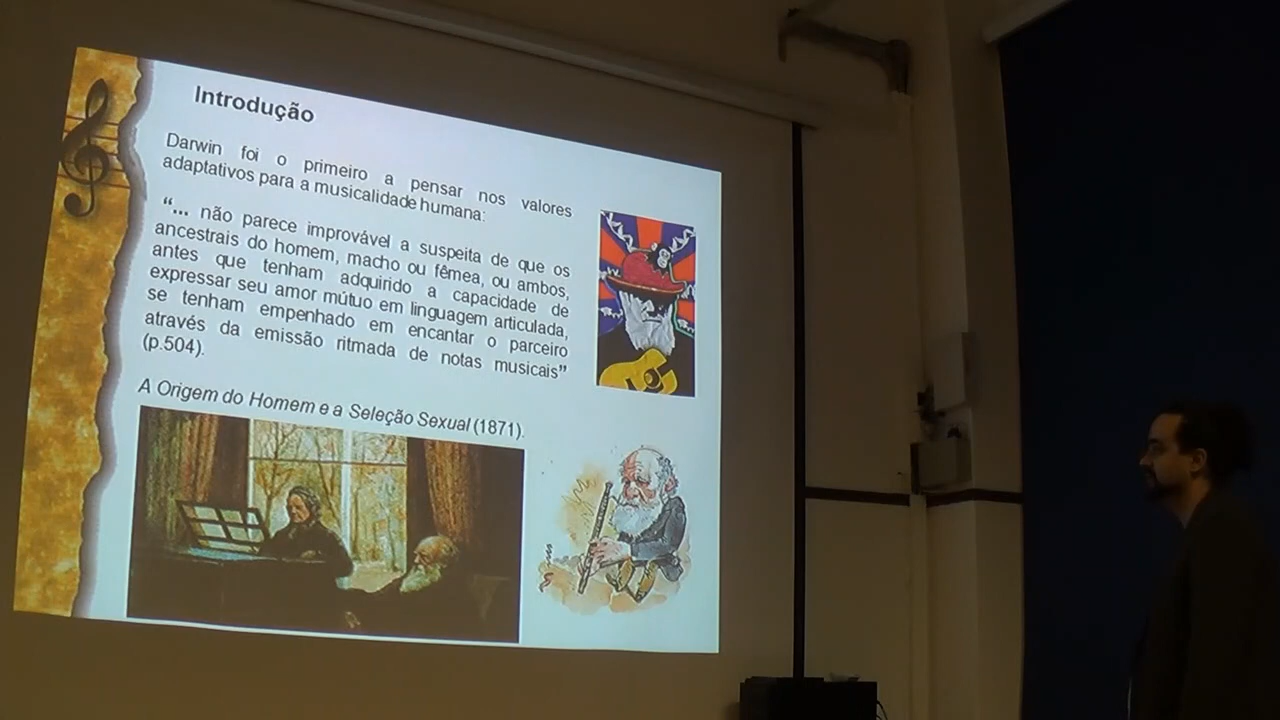 Introdução
Darwin foi o primeiro a pensar nos valores
adaptativos para a musicalidade humana:
“... não parece improvável a suspeita de que os
ancestrais do homem, macho ou fêmea, ou ambos,
antes que tenham adquirido a capacidade de
expressar seu amor mútuo em linguagem articulada,
se tenham empenhado em encantar o parceiro
através da emissão ritmada de notas musicais”
(p.504).
A Origem do Homem e a Seleção Sexual (1871).